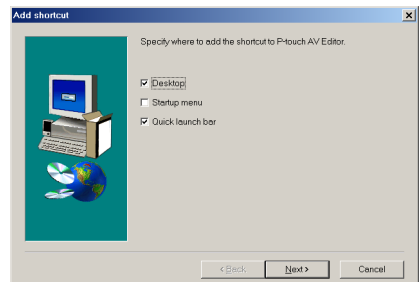 Add shortcut
Specify where to add the shortcut to P-touch AV Editor.
Desktop
Startup menu
Quick launch bar
< Back
Next >
Cancel